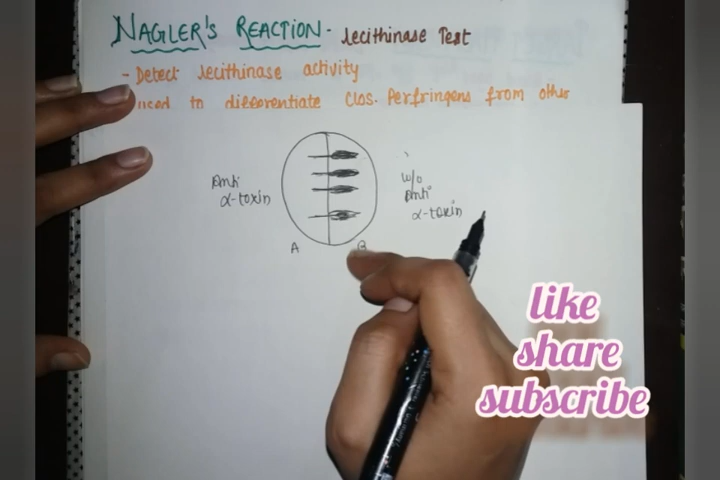 NAGLER'S REACTION - Lecithinase Test
- Detect lecithinase activity
used to differentiate Clos. Perfringens from other
Anti
α-toxin
w/o
Anti
α-toxin
A
B
like
share
subscribe